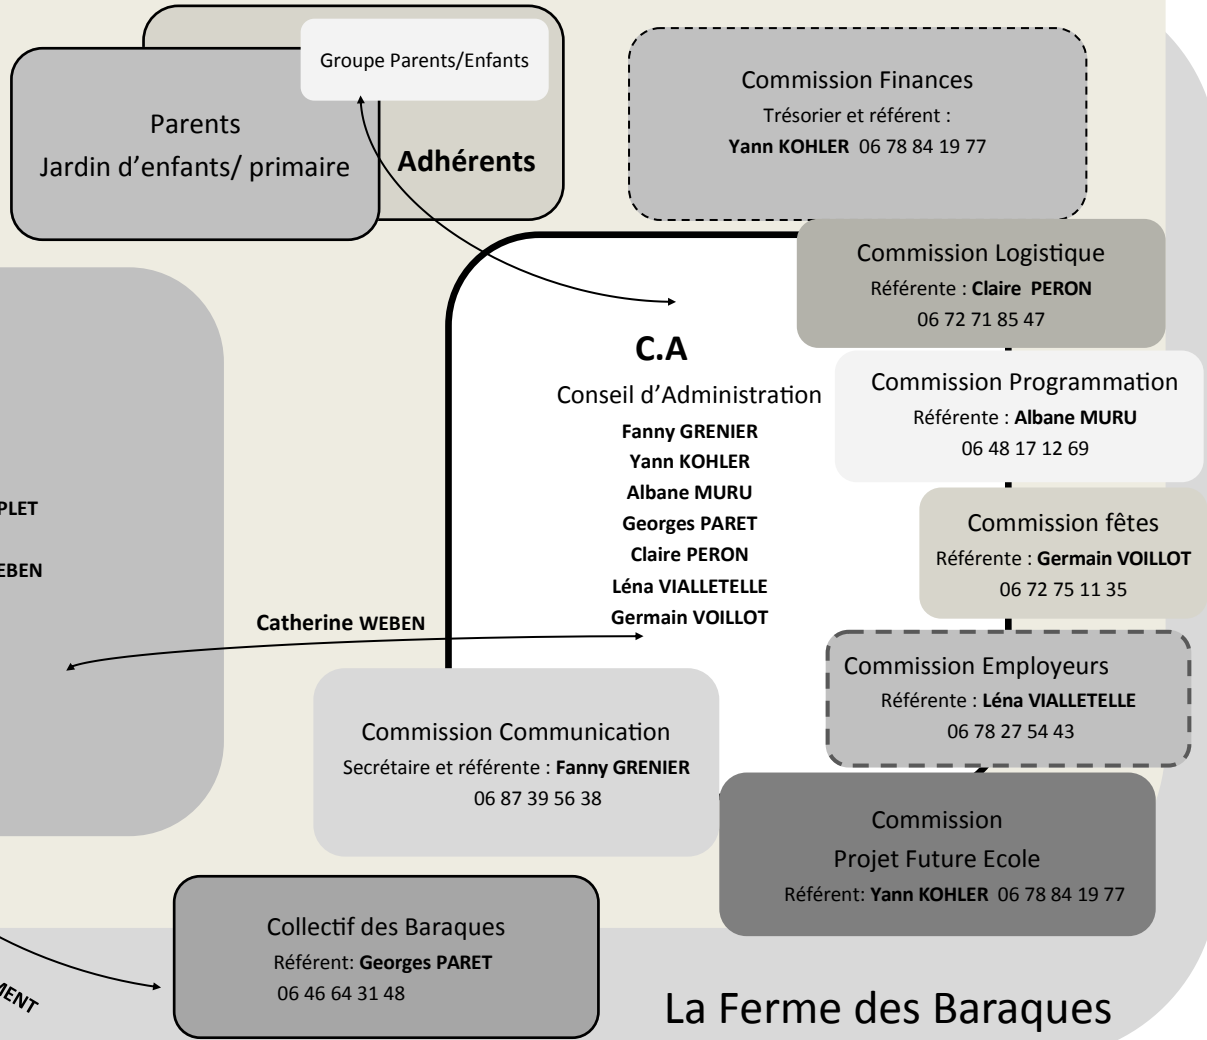 Groupe Parents/Enfants
Parents
Jardin d’enfants/ primaire
Adhérents
Commission Finances
Trésorier et référent :
Yann KOHLER 06 78 84 19 77
Commission Logistique
Référente : Claire PERON
06 72 71 85 47
C.A
Conseil d’Administration
Fanny GRENIER
Yann KOHLER
Albane MURU
Georges PARET
Claire PERON
Léna VIALLETELLE
Germain VOILLOT
Commission Programmation
Référente : Albane MURU
06 48 17 12 69
Commission fêtes
Référente : Germain VOILLOT
06 72 75 11 35
PLET
EBEN
Catherine WEBEN
Commission Employeurs
Référente : Léna VIALLETELLE
06 78 27 54 43
Commission Communication
Secrétaire et référente : Fanny GRENIER
06 87 39 56 38
Commission
Projet Future Ecole
Référent: Yann KOHLER 06 78 84 19 77
Collectif des Baraques
Référent: Georges PARET
06 46 64 31 48
MENT
La Ferme des Baraques